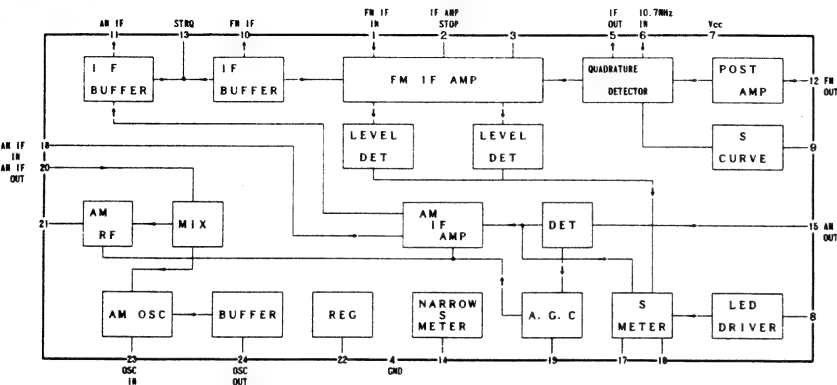 AM IF
11
STRQ
13
FM IF
10
FM IF
IN
1
IF AMP
STOP
2
3
IF
OUT
5
10.7MHz
IN
6
Vcc
7
IF
BUFFER
IF
BUFFER
FM IF AMP
QUADRATURE
DETECTOR
POST
AMP
12 FM
OUT
LEVEL
DET
LEVEL
DET
S
CURVE
9
AM IF
IN
18
20
AM IF
OUT
21
AM
RF
MIX
AM
IF
AMP
DET
15 AM
OUT
AM OSC
BUFFER
REG
NARROW
S
METER
A.G.C
S
METER
LED
DRIVER
8
23
OSC
IN
24
OSC
OUT
22
4
GND
14
19
17